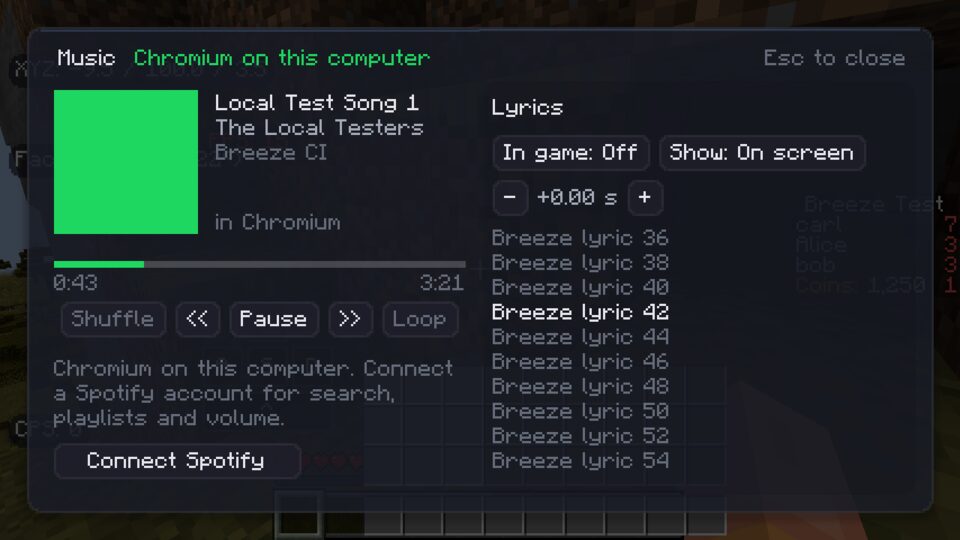 Music Chromium on this computer
Esc to close
Local Test Song 1
The Local Testers
Breeze CI
in Chromium
0:43 3:21
Shuffle << Pause >> Loop
Chromium on this computer. Connect
a Spotify account for search,
playlists and volume.
Connect Spotify
Lyrics
In game: Off Show: On screen
- +0.00 s +
Breeze lyric 36
Breeze lyric 38
Breeze lyric 40
Breeze lyric 42
Breeze lyric 44
Breeze lyric 46
Breeze lyric 48
Breeze lyric 50
Breeze lyric 52
Breeze lyric 54
Breeze Test
carl 7
Alice 3
bob 3
Coins: 1,250 1